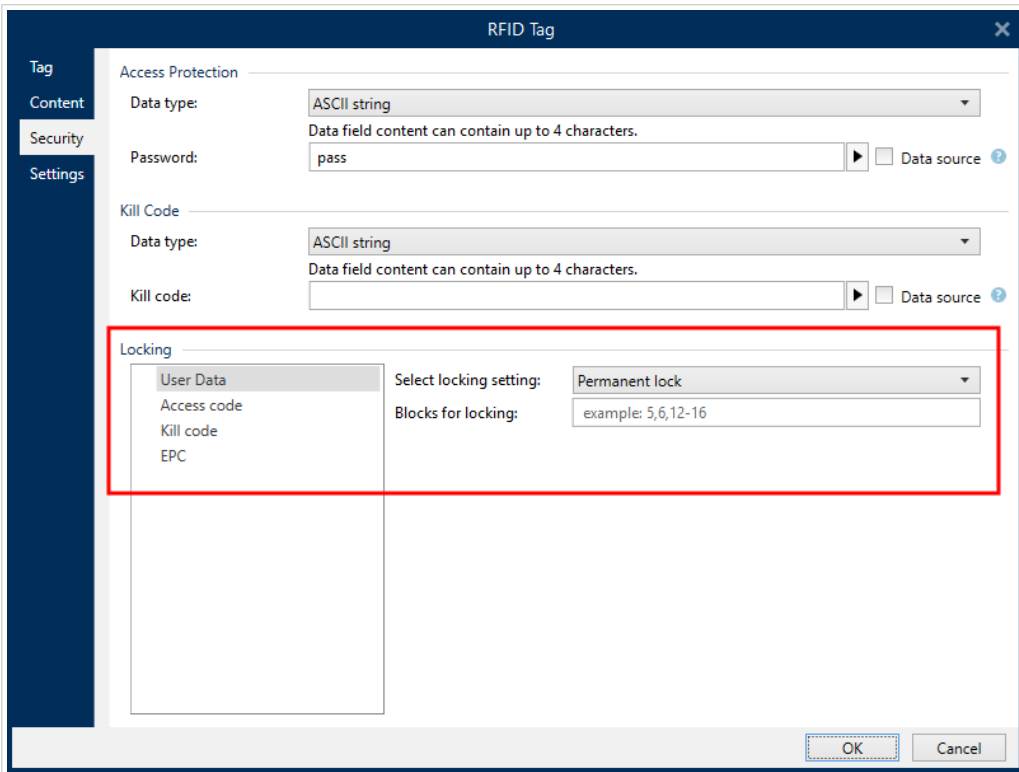 RFID Tag
Tag
Content
Security
Settings
Access Protection
Data type: ASCII string
Data field content can contain up to 4 characters.
Password: pass Data source ?
Kill Code
Data type: ASCII string
Data field content can contain up to 4 characters.
Kill code: Data source ?
Locking
User Data
Access code
Kill code
EPC
Select locking setting: Permanent lock
Blocks for locking: example: 5,6,12-16
OK Cancel